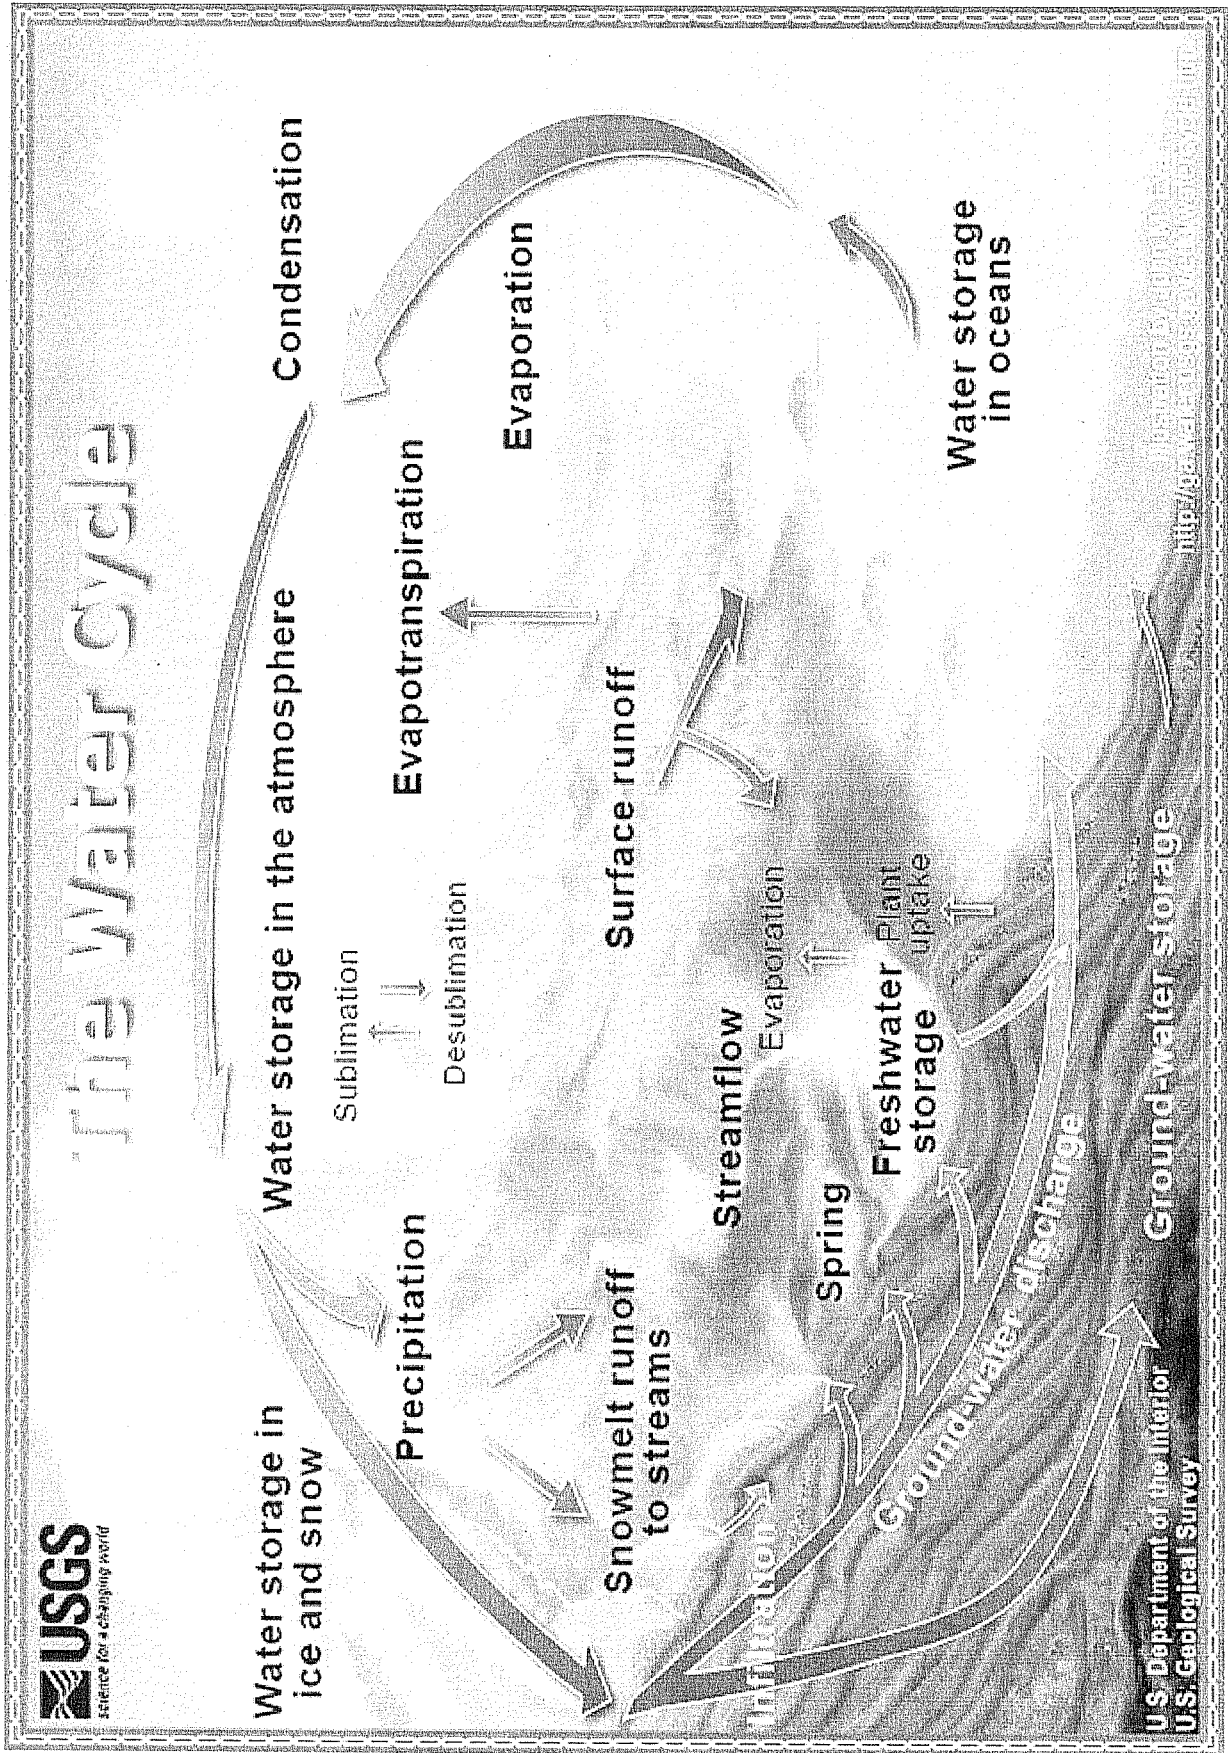 USGS
science for a changing world
The Water Cycle
Water storage in
ice and snow
Water storage in the atmosphere
Condensation
Sublimation
Desublimation
Precipitation
Evapotranspiration
Evaporation
Snowmelt runoff
to streams
Surface runoff
Streamflow
Evaporation
Spring
Freshwater
storage
Plant
uptake
Water storage
in oceans
Infiltration
Ground-water discharge
Ground-water storage
U.S. Department of the Interior
U.S. Geological Survey